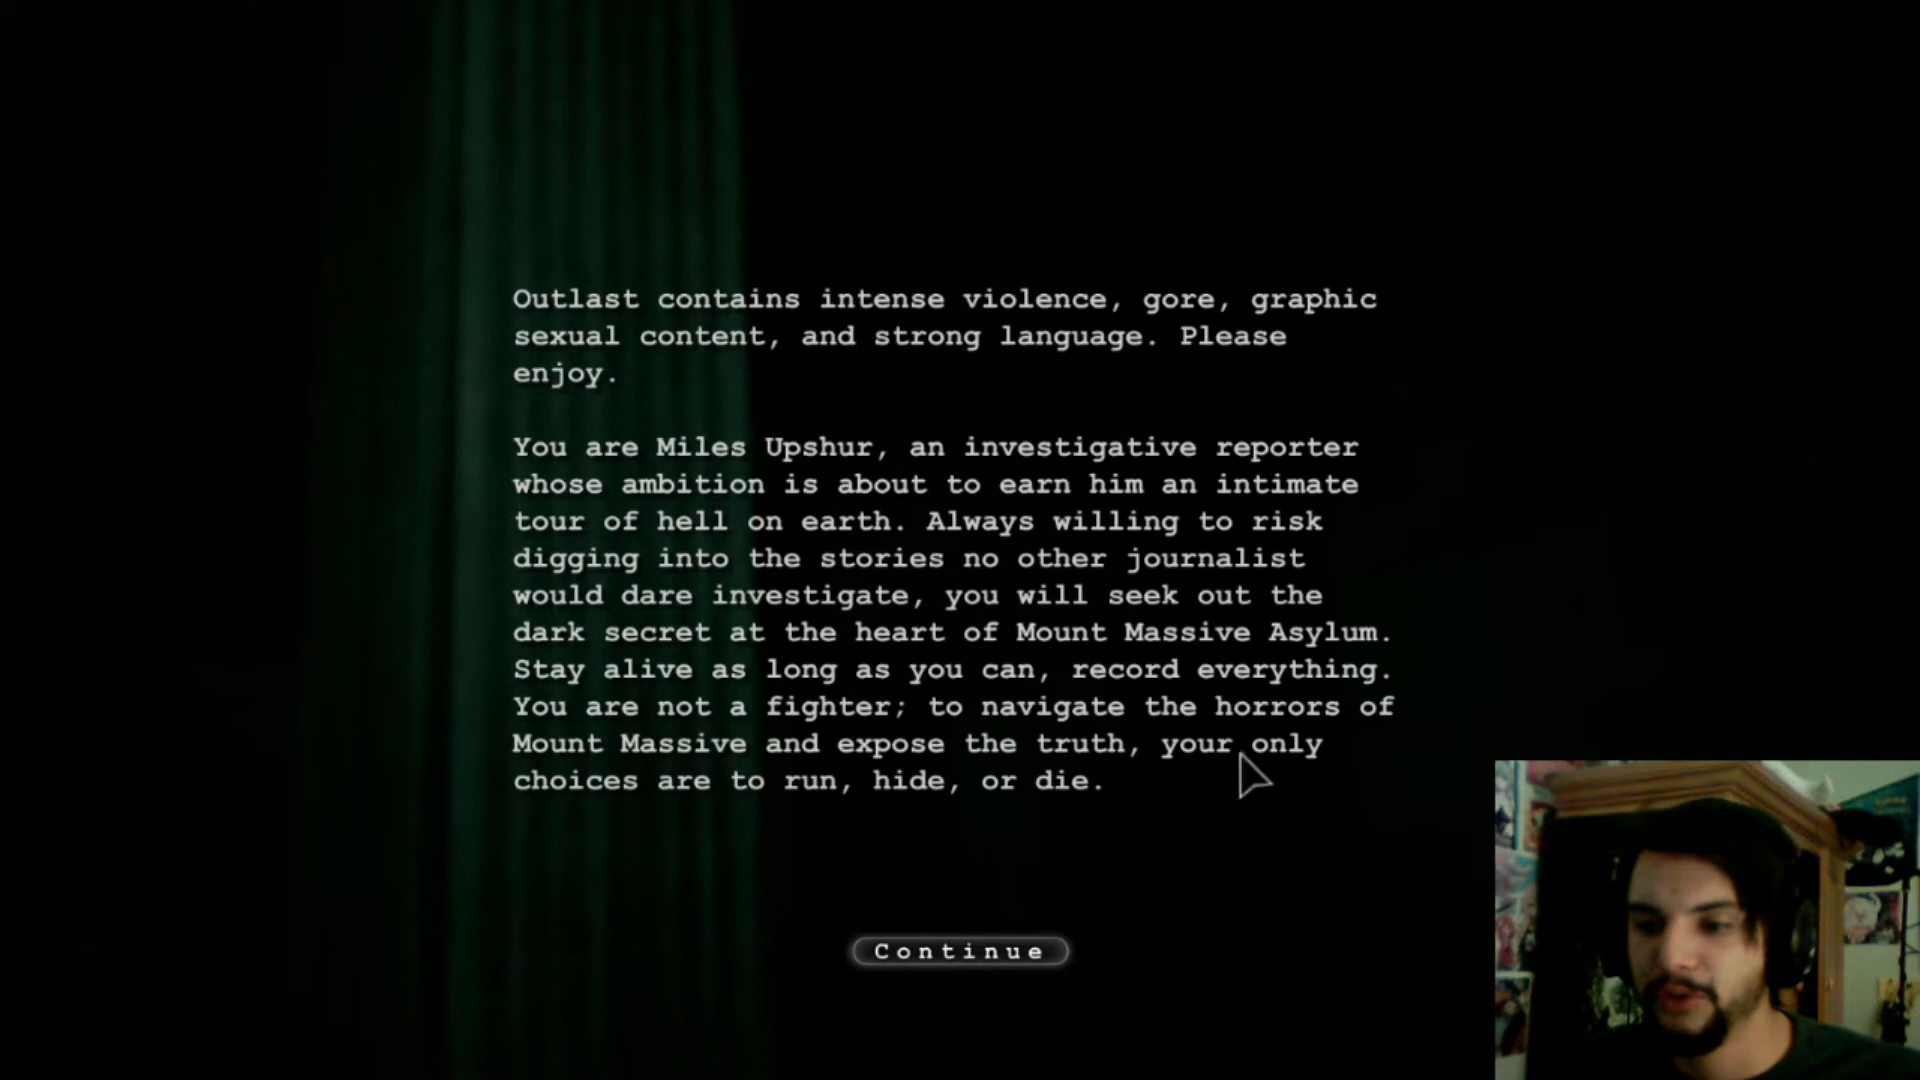 Outlast contains intense violence, gore, graphic
sexual content, and strong language. Please
enjoy.
You are Miles Upshur, an investigative reporter
whose ambition is about to earn him an intimate
tour of hell on earth. Always willing to risk
digging into the stories no other journalist
would dare investigate, you will seek out the
dark secret at the heart of Mount Massive Asylum.
Stay alive as long as you can, record everything.
You are not a fighter; to navigate the horrors of
Mount Massive and expose the truth, your only
choices are to run, hide, or die.
Continue